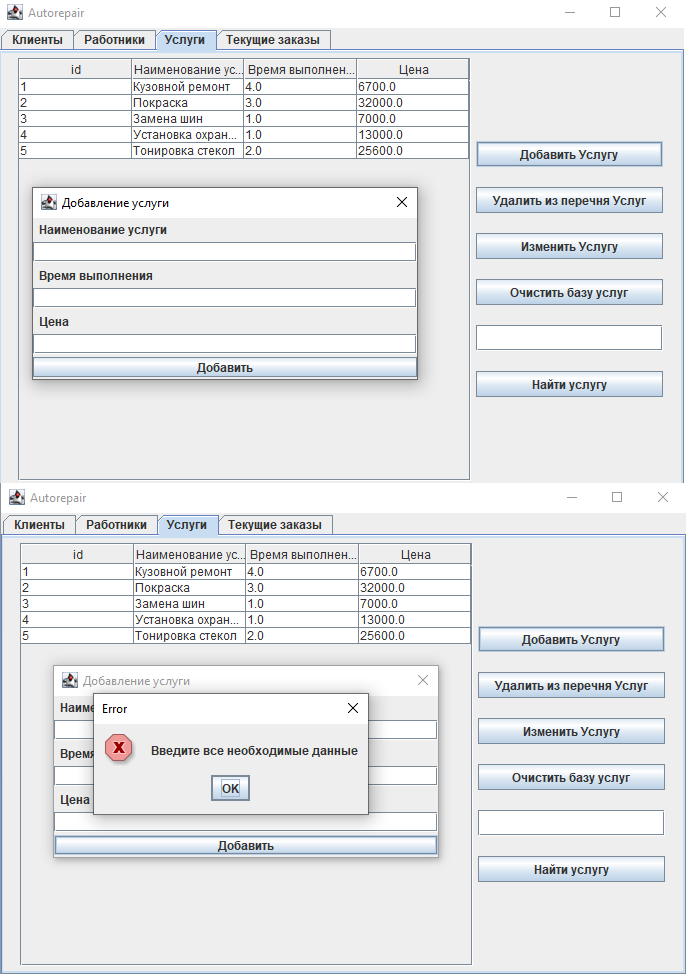 Autorepair
Клиенты Работники Услуги Текущие заказы
id Наименование ус... Время выполнен... Цена
1 Кузовной ремонт 4.0 6700.0
2 Покраска 3.0 32000.0
3 Замена шин 1.0 7000.0
4 Установка охран... 1.0 13000.0
5 Тонировка стекол 2.0 25600.0
Добавить Услугу
Удалить из перечня Услуг
Изменить Услугу
Очистить базу услуг
Найти услугу
Добавление услуги
Наименование услуги
Время выполнения
Цена
Добавить
Autorepair
Клиенты Работники Услуги Текущие заказы
id Наименование ус... Время выполнен... Цена
1 Кузовной ремонт 4.0 6700.0
2 Покраска 3.0 32000.0
3 Замена шин 1.0 7000.0
4 Установка охран... 1.0 13000.0
5 Тонировка стекол 2.0 25600.0
Добавить Услугу
Удалить из перечня Услуг
Изменить Услугу
Очистить базу услуг
Найти услугу
Добавление услуги
Наим
Время
Цена
Добавить
Error
Введите все необходимые данные
OK